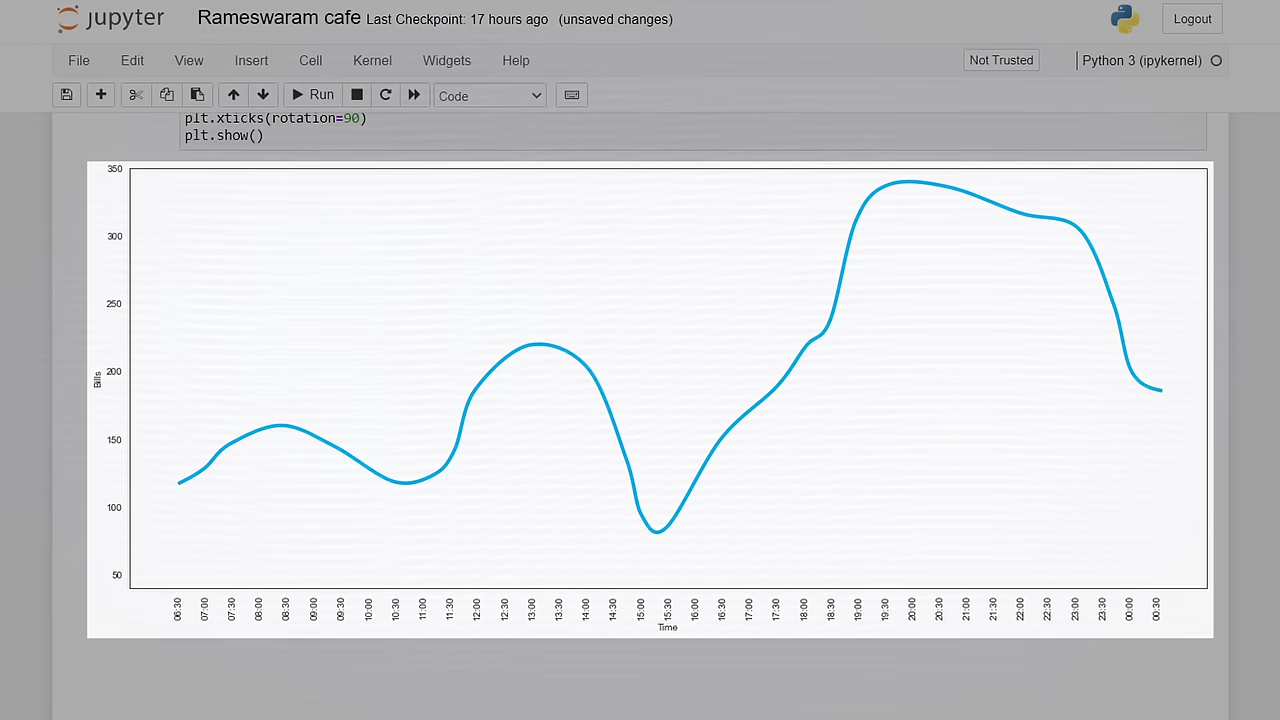 jupyter Rameswaram cafe Last Checkpoint: 17 hours ago (unsaved changes) Logout
File Edit View Insert Cell Kernel Widgets Help Not Trusted Python 3 (ipykernel)
Run Code
plt.xticks(rotation=90)
plt.show()
350
300
250
200
150
100
50
Bills
06:30 07:00 07:30 08:00 08:30 09:00 09:30 10:00 10:30 11:00 11:30 12:00 12:30 13:00 13:30 14:00 14:30 15:00 15:30 16:00 16:30 17:00 17:30 18:00 18:30 19:00 19:30 20:00 20:30 21:00 21:30 22:00 22:30 23:00 23:30 00:00 00:30
Time